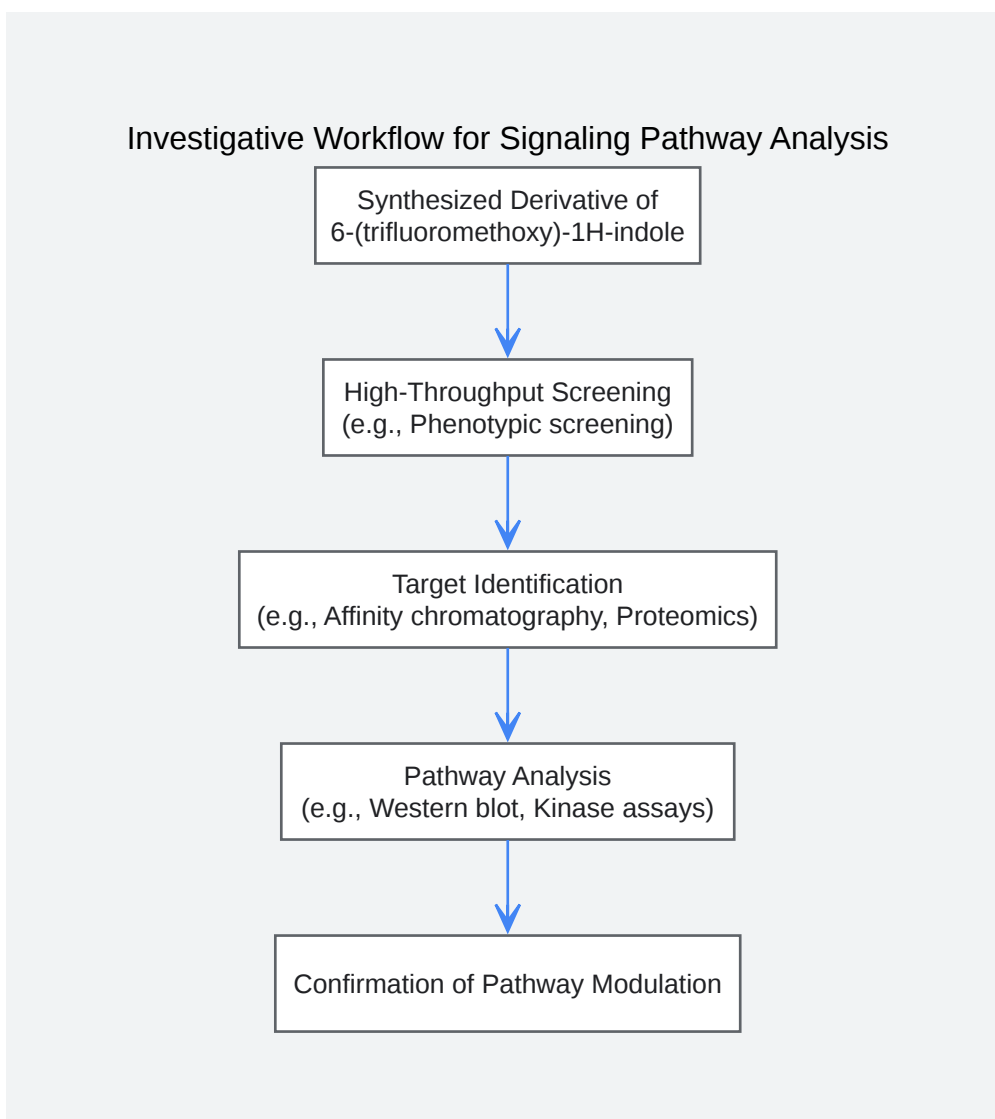 Investigative Workflow for Signaling Pathway Analysis
Synthesized Derivative of
6-(trifluoromethoxy)-1H-indole
High-Throughput Screening
(e.g., Phenotypic screening)
Target Identification
(e.g., Affinity chromatography, Proteomics)
Pathway Analysis
(e.g., Western blot, Kinase assays)
Confirmation of Pathway Modulation